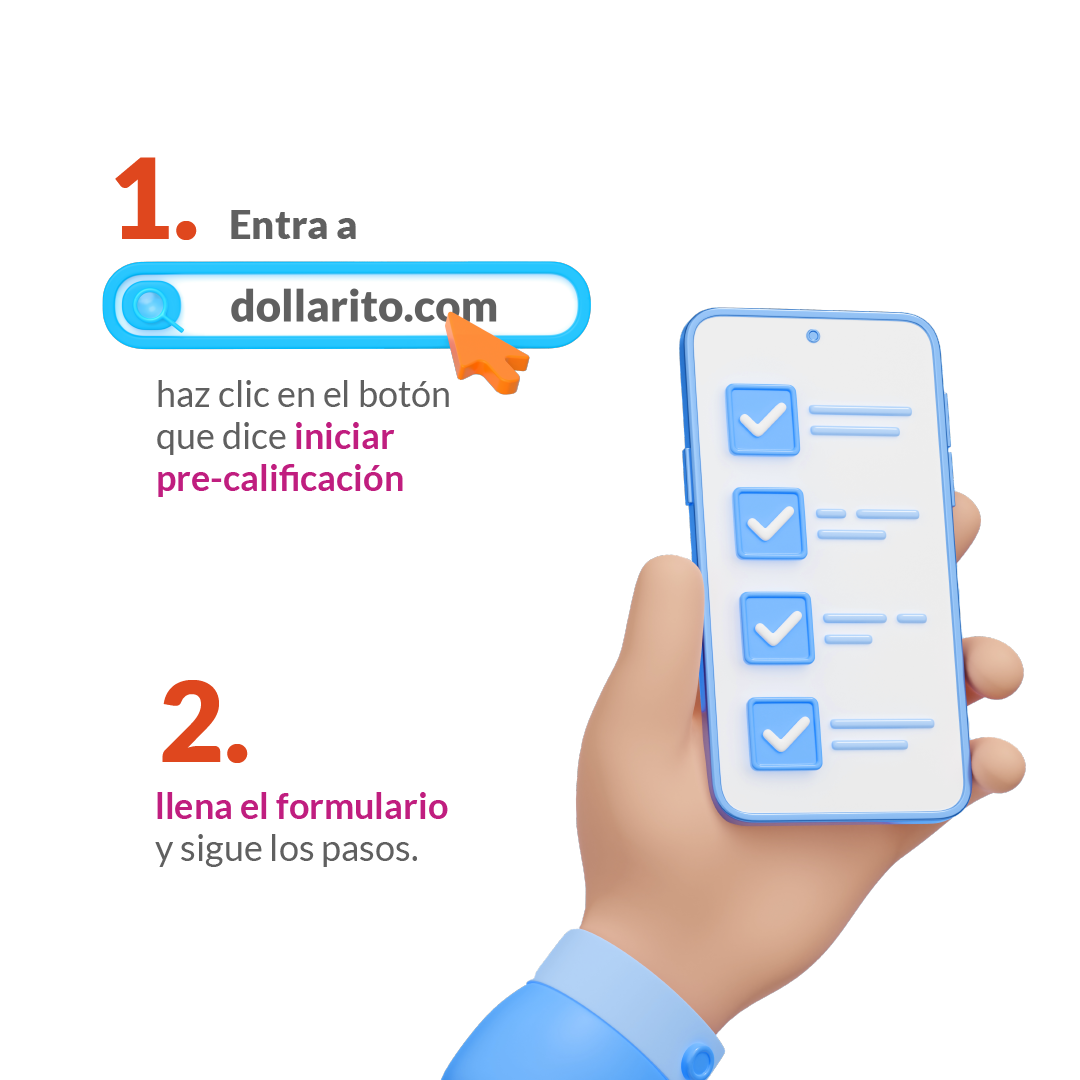 1. Entra a
dollarito.com
haz clic en el botón
que dice iniciar
pre-calificación
2.
llena el formulario
y sigue los pasos.